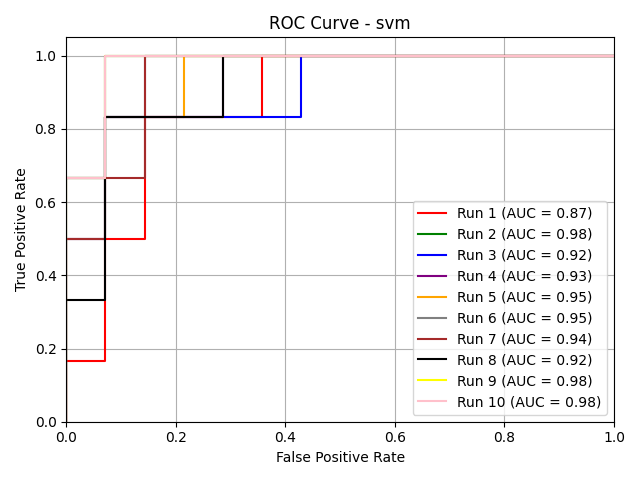 ROC Curve - svm
True Positive Rate
1.0
0.8
0.6
0.4
0.2
0.0
Run 1 (AUC = 0.87)
Run 2 (AUC = 0.98)
Run 3 (AUC = 0.92)
Run 4 (AUC = 0.93)
Run 5 (AUC = 0.95)
Run 6 (AUC = 0.95)
Run 7 (AUC = 0.94)
Run 8 (AUC = 0.92)
Run 9 (AUC = 0.98)
Run 10 (AUC = 0.98)
0.0 0.2 0.4 0.6 0.8 1.0
False Positive Rate